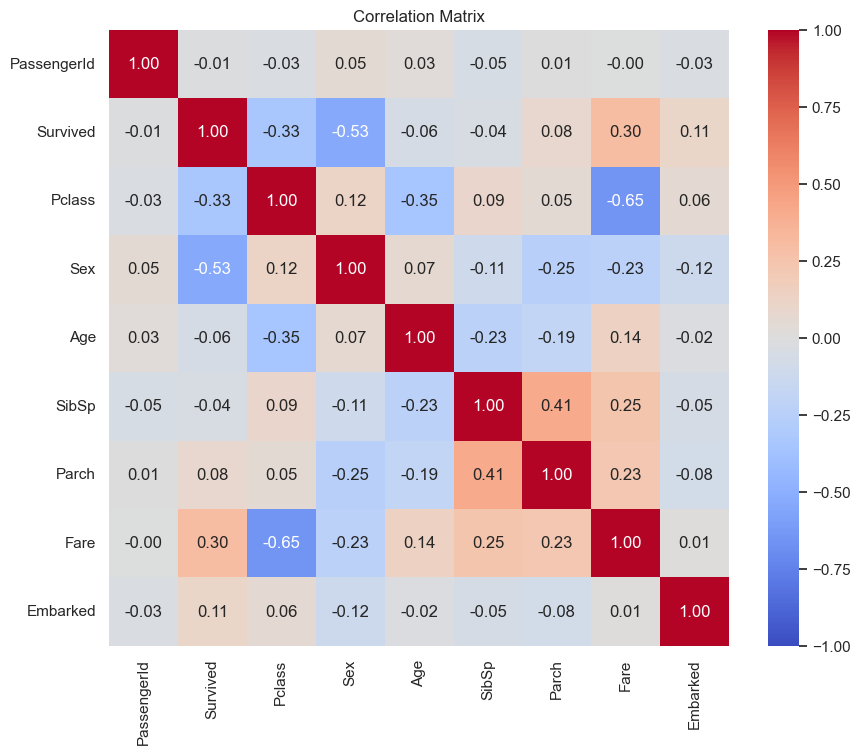 Correlation Matrix
PassengerId 1.00 -0.01 -0.03 0.05 0.03 -0.05 0.01 -0.00 -0.03
Survived -0.01 1.00 -0.33 -0.53 -0.06 -0.04 0.08 0.30 0.11
Pclass -0.03 -0.33 1.00 0.12 -0.35 0.09 0.05 -0.65 0.06
Sex 0.05 -0.53 0.12 1.00 0.07 -0.11 -0.25 -0.23 -0.12
Age 0.03 -0.06 -0.35 0.07 1.00 -0.23 -0.19 0.14 -0.02
SibSp -0.05 -0.04 0.09 -0.11 -0.23 1.00 0.41 0.25 -0.05
Parch 0.01 0.08 0.05 -0.25 -0.19 0.41 1.00 0.23 -0.08
Fare -0.00 0.30 -0.65 -0.23 0.14 0.25 0.23 1.00 0.01
Embarked -0.03 0.11 0.06 -0.12 -0.02 -0.05 -0.08 0.01 1.00
PassengerId Survived Pclass Sex Age SibSp Parch Fare Embarked
1.00
0.75
0.50
0.25
0.00
−0.25
−0.50
−0.75
−1.00